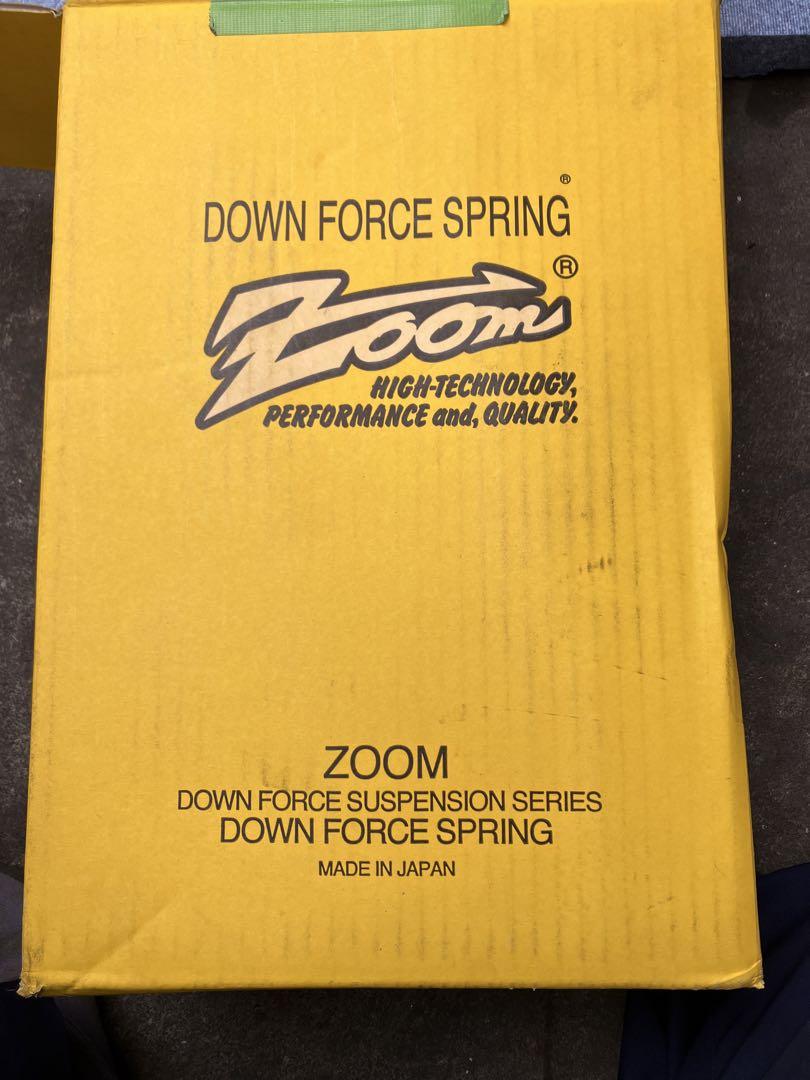 ®
DOWN FORCE SPRING
Zoom®
HIGH-TECHNOLOGY,
PERFORMANCE and, QUALITY.
ZOOM
DOWN FORCE SUSPENSION SERIES
DOWN FORCE SPRING
MADE IN JAPAN